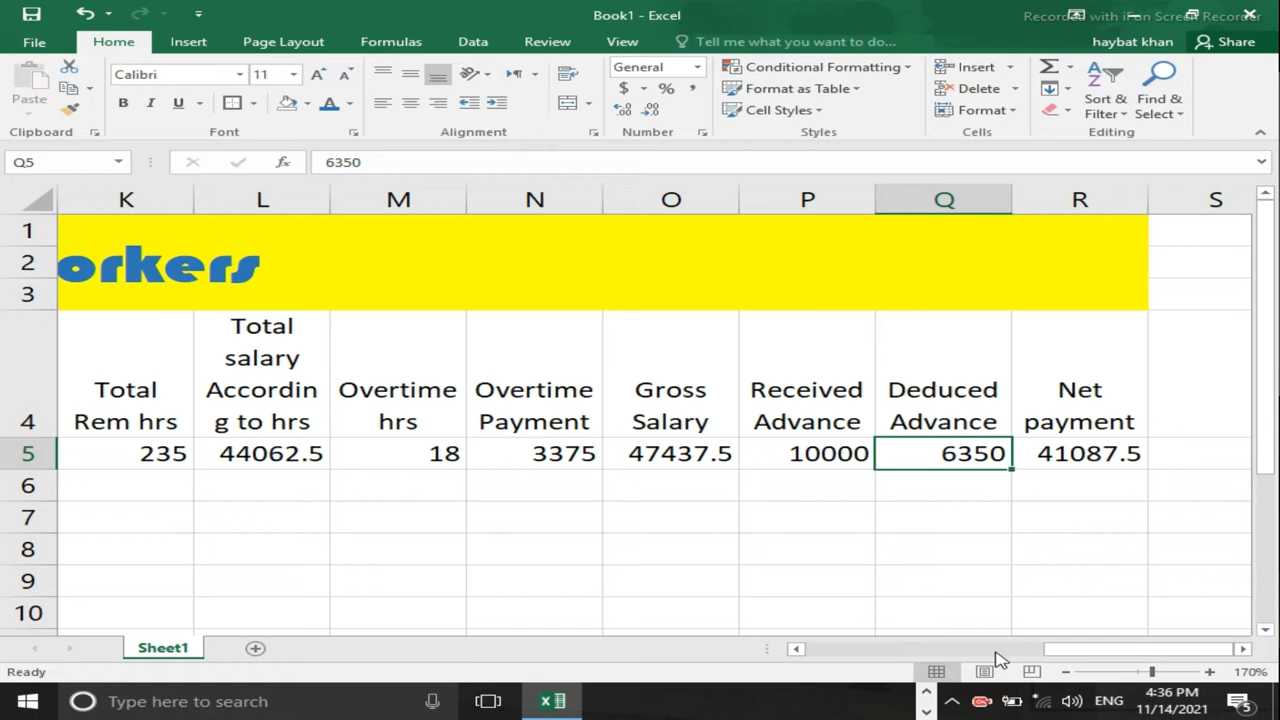 Book1 - Excel
Recorded with iFun Screen Recorder
File Home Insert Page Layout Formulas Data Review View Tell me what you want to do... haybat khan Share
Paste
Calibri 11
B I U
General
$ % ,
Conditional Formatting
Format as Table
Cell Styles
Insert
Delete
Format
Sort & Filter
Find & Select
Clipboard Font Alignment Number Styles Cells Editing
Q5 fx 6350
K L M N O P Q R S
1
2 orkers
3
4 Total Rem hrs
Total salary Accordin g to hrs
Overtime hrs
Overtime Payment
Gross Salary
Received Advance
Deduced Advance
Net payment
5 235 44062.5 18 3375 47437.5 10000 6350 41087.5
6
7
8
9
10
Sheet1
Ready 170%
Type here to search
ENG
4:36 PM
11/14/2021
5